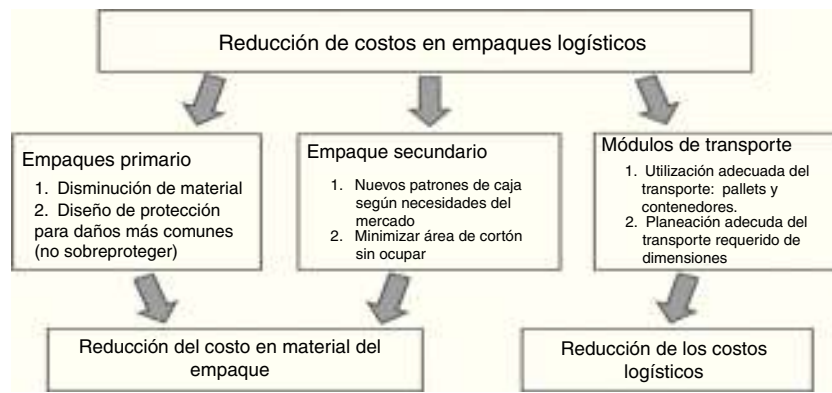 Reducción de costos en empaques logísticos
Empaques primario
1. Disminución de material
2. Diseño de protección
para daños más comunes
(no sobreproteger)
Empaque secundario
1. Nuevos patrones de caja
según necesidades del
mercado
2. Minimizar área de cortón
sin ocupar
Módulos de transporte
1. Utilización adecuada del
transporte: pallets y
contenedores.
2. Planeación adecuada del
transporte requerido de
dimensiones
Reducción del costo en material del
empaque
Reducción de los costos
logísticos